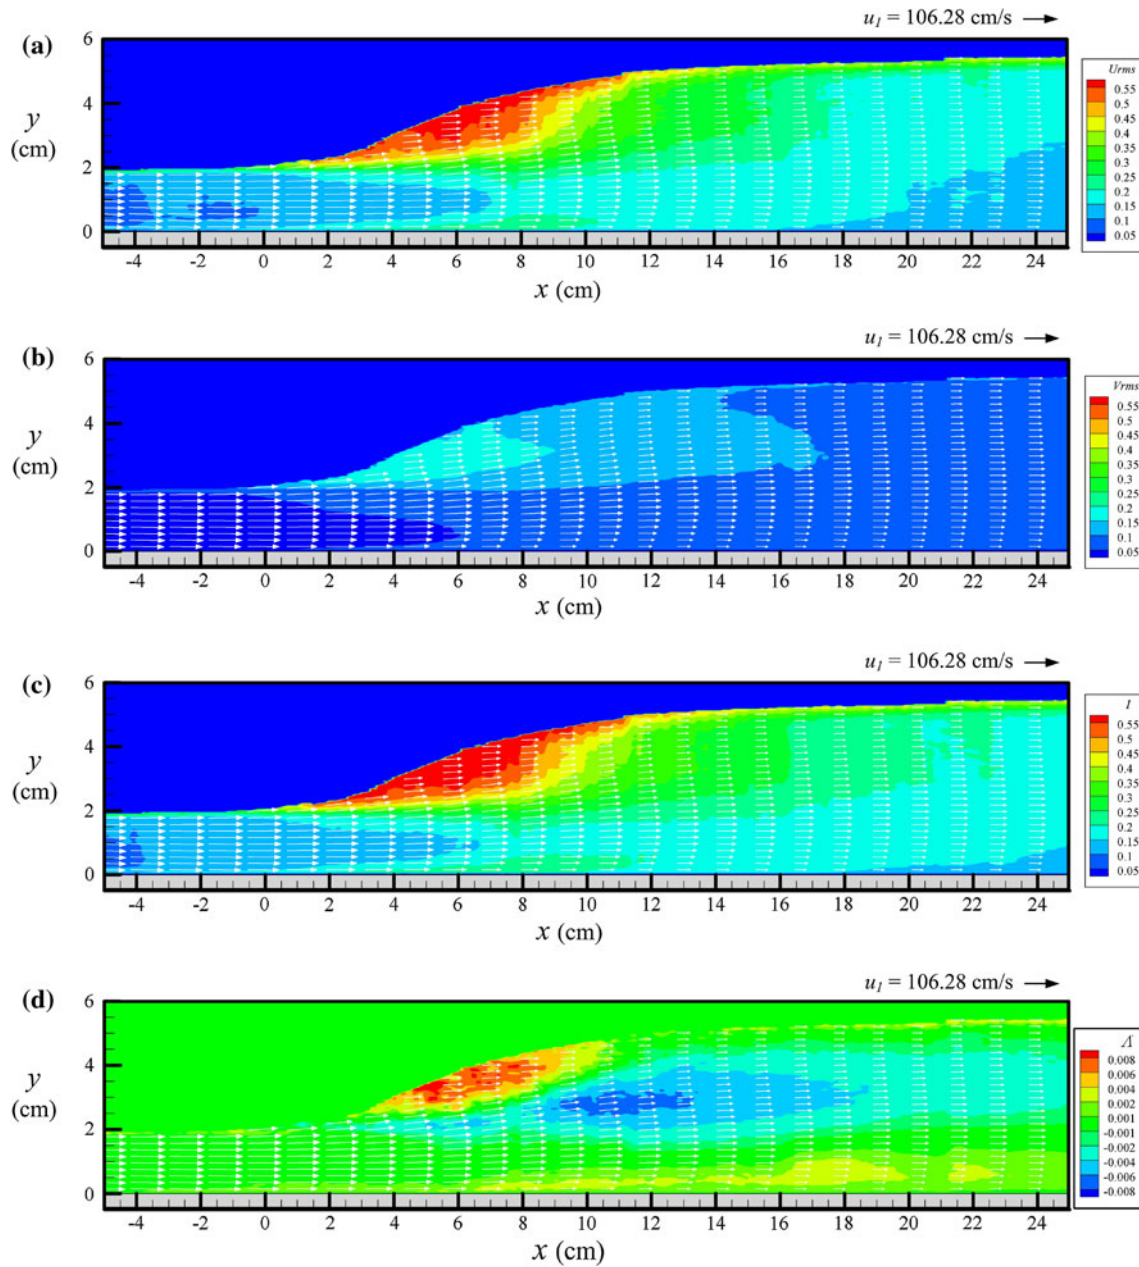 (a)
u1 = 106.28 cm/s
y
(cm)
6
4
2
0
-4 -2 0 2 4 6 8 10 12 14 16 18 20 22 24
x (cm)
Urms
0.55
0.5
0.45
0.4
0.35
0.3
0.25
0.2
0.15
0.1
0.05
(b)
u1 = 106.28 cm/s
y
(cm)
6
4
2
0
-4 -2 0 2 4 6 8 10 12 14 16 18 20 22 24
x (cm)
Vrms
0.55
0.5
0.45
0.4
0.35
0.3
0.25
0.2
0.15
0.1
0.05
(c)
u1 = 106.28 cm/s
y
(cm)
6
4
2
0
-4 -2 0 2 4 6 8 10 12 14 16 18 20 22 24
x (cm)
I
0.55
0.5
0.45
0.4
0.35
0.3
0.25
0.2
0.15
0.1
0.05
(d)
u1 = 106.28 cm/s
y
(cm)
6
4
2
0
-4 -2 0 2 4 6 8 10 12 14 16 18 20 22 24
x (cm)
Λ
0.008
0.006
0.004
0.002
0.001
-0.001
-0.002
-0.004
-0.006
-0.008